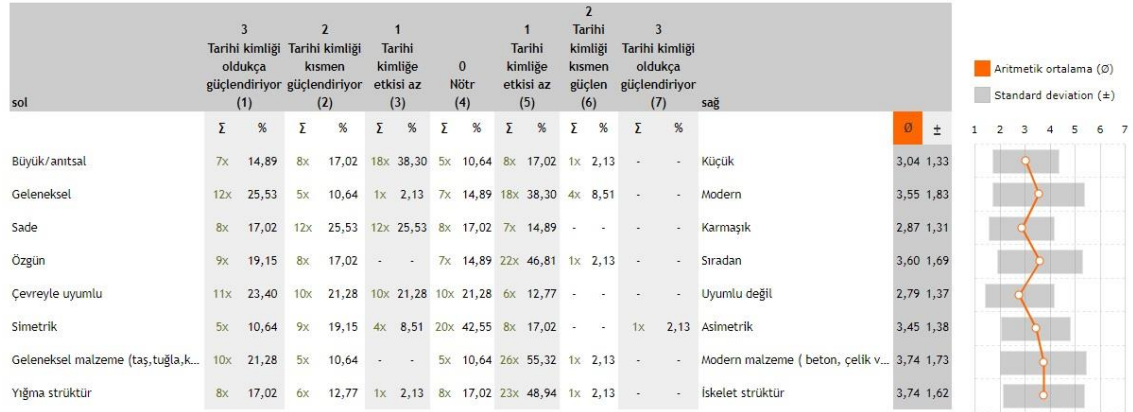 3 2 1 0 1 2 3
Tarihi kimliği oldukça güçlendiriyor (1)
Tarihi kimliği kısmen güçlendiriyor (2)
Tarihi kimliğe etkisi az (3)
Nötr (4)
Tarihi kimliğe etkisi az (5)
Tarihi kimliği kısmen güçlen (6)
Tarihi kimliği oldukça güçlendiriyor (7)
sol sağ
Σ % Σ % Σ % Σ % Σ % Σ % Σ % Ø ±
Büyük/anıtsal 7x 14,89 8x 17,02 18x 38,30 5x 10,64 8x 17,02 1x 2,13 - - Küçük 3,04 1,33
Geleneksel 12x 25,53 5x 10,64 1x 2,13 7x 14,89 18x 38,30 4x 8,51 - - Modern 3,55 1,83
Sade 8x 17,02 12x 25,53 12x 25,53 8x 17,02 7x 14,89 - - - - Karmaşık 2,87 1,31
Özgün 9x 19,15 8x 17,02 - - 7x 14,89 22x 46,81 1x 2,13 - - Sıradan 3,60 1,69
Çevreyle uyumlu 11x 23,40 10x 21,28 10x 21,28 10x 21,28 6x 12,77 - - - - Uyumlu değil 2,79 1,37
Simetrik 5x 10,64 9x 19,15 4x 8,51 20x 42,55 8x 17,02 - - 1x 2,13 Asimetrik 3,45 1,38
Geleneksel malzeme (taş,tuğla,k... 10x 21,28 5x 10,64 - - 5x 10,64 26x 55,32 1x 2,13 - - Modern malzeme ( beton, çelik v... 3,74 1,73
Yığma strüktür 8x 17,02 6x 12,77 1x 2,13 8x 17,02 23x 48,94 1x 2,13 - - İskelet strüktür 3,74 1,62
Aritmetik ortalama (Ø)
Standard deviation (±)
1 2 3 4 5 6 7